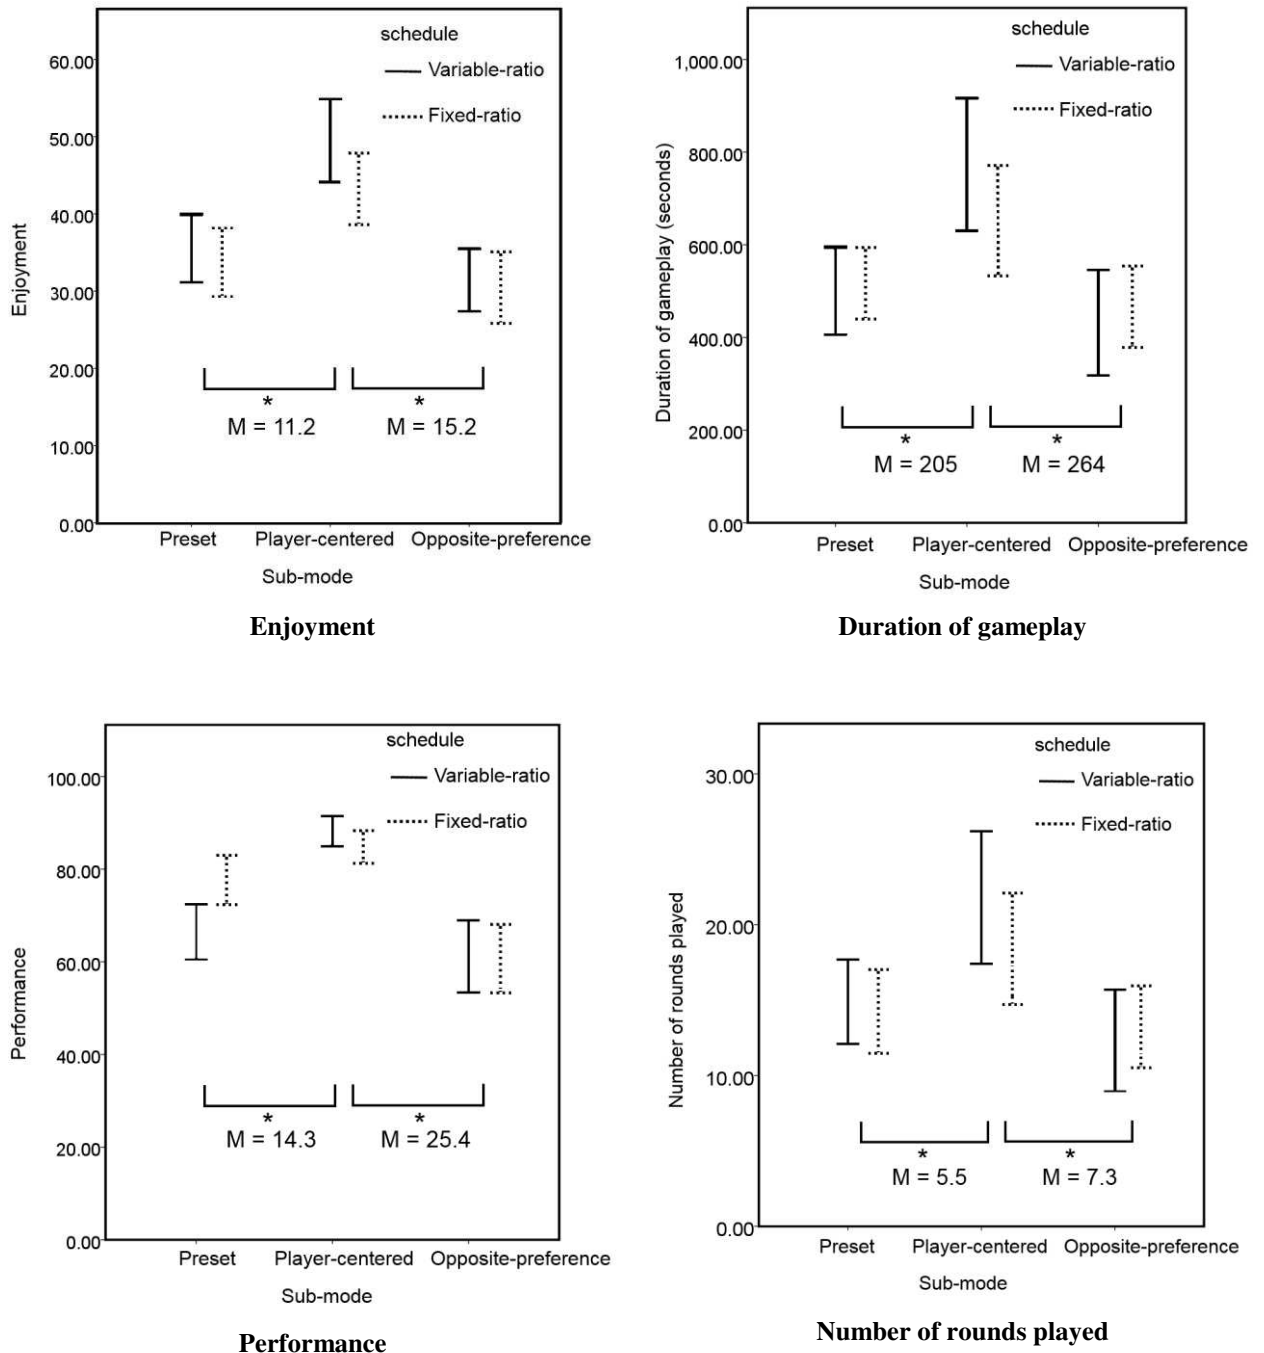 schedule
Variable-ratio
Fixed-ratio
60.00
50.00
40.00
30.00
20.00
10.00
0.00
Enjoyment
*
M = 11.2
*
M = 15.2
Preset
Player-centered
Opposite-preference
Sub-mode
Enjoyment
schedule
Variable-ratio
Fixed-ratio
1,000.00
800.00
600.00
400.00
200.00
0.00
Duration of gameplay (seconds)
*
M = 205
*
M = 264
Preset
Player-centered
Opposite-preference
Sub-mode
Duration of gameplay
schedule
Variable-ratio
Fixed-ratio
100.00
80.00
60.00
40.00
20.00
0.00
Performance
*
M = 14.3
*
M = 25.4
Preset
Player-centered
Opposite-preference
Sub-mode
Performance
schedule
Variable-ratio
Fixed-ratio
30.00
20.00
10.00
0.00
Number of rounds played
*
M = 5.5
*
M = 7.3
Preset
Player-centered
Opposite-preference
Sub-mode
Number of rounds played